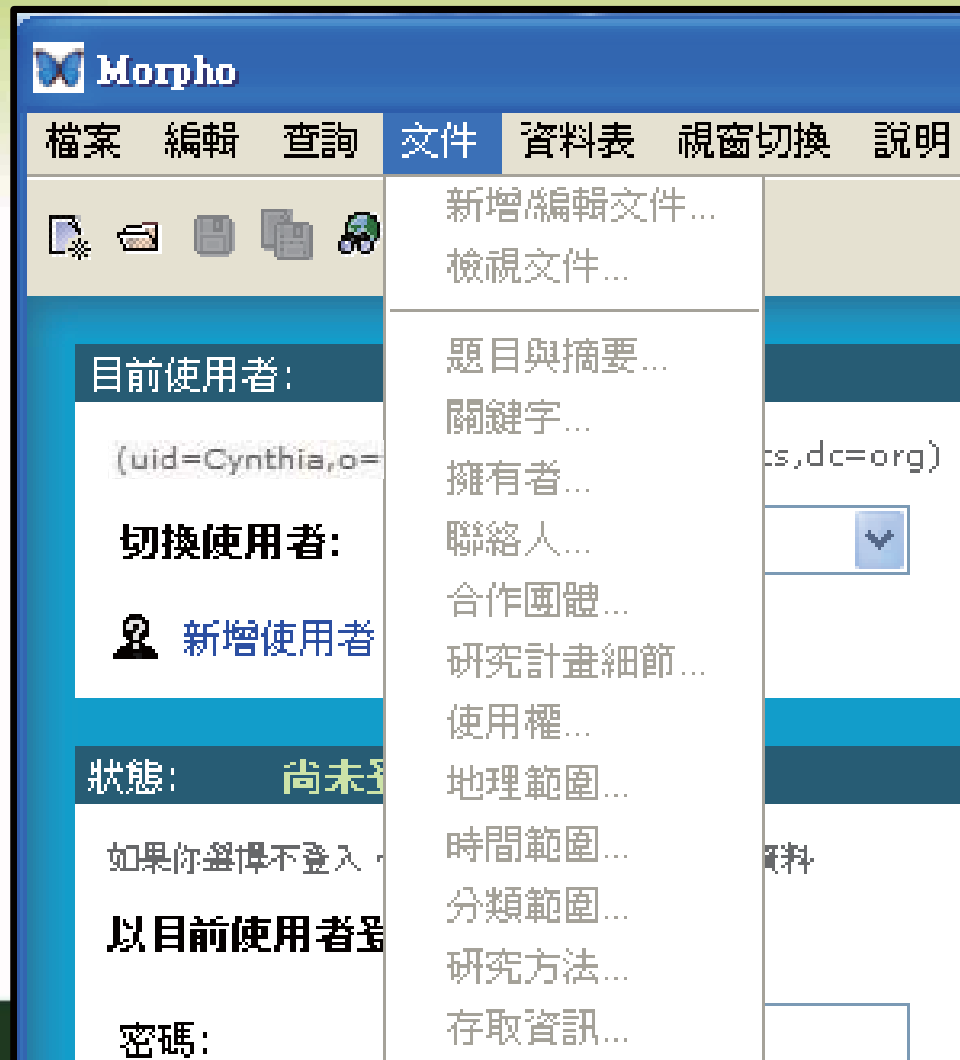 Morpho
檔案 編輯 查詢 文件 資料表 視窗切換 說明
新增/編輯文件...
檢視文件...
題目與摘要...
關鍵字...
擁有者...
聯絡人...
合作團體...
研究計畫細節...
使用權...
地理範圍...
時間範圍...
分類範圍...
研究方法...
存取資訊...
目前使用者:
(uid=Cynthia,o= cs,dc=org)
切換使用者:
新增使用者
狀態: 尚未登
如果你選擇不登入， 資料
以目前使用者登
密碼: